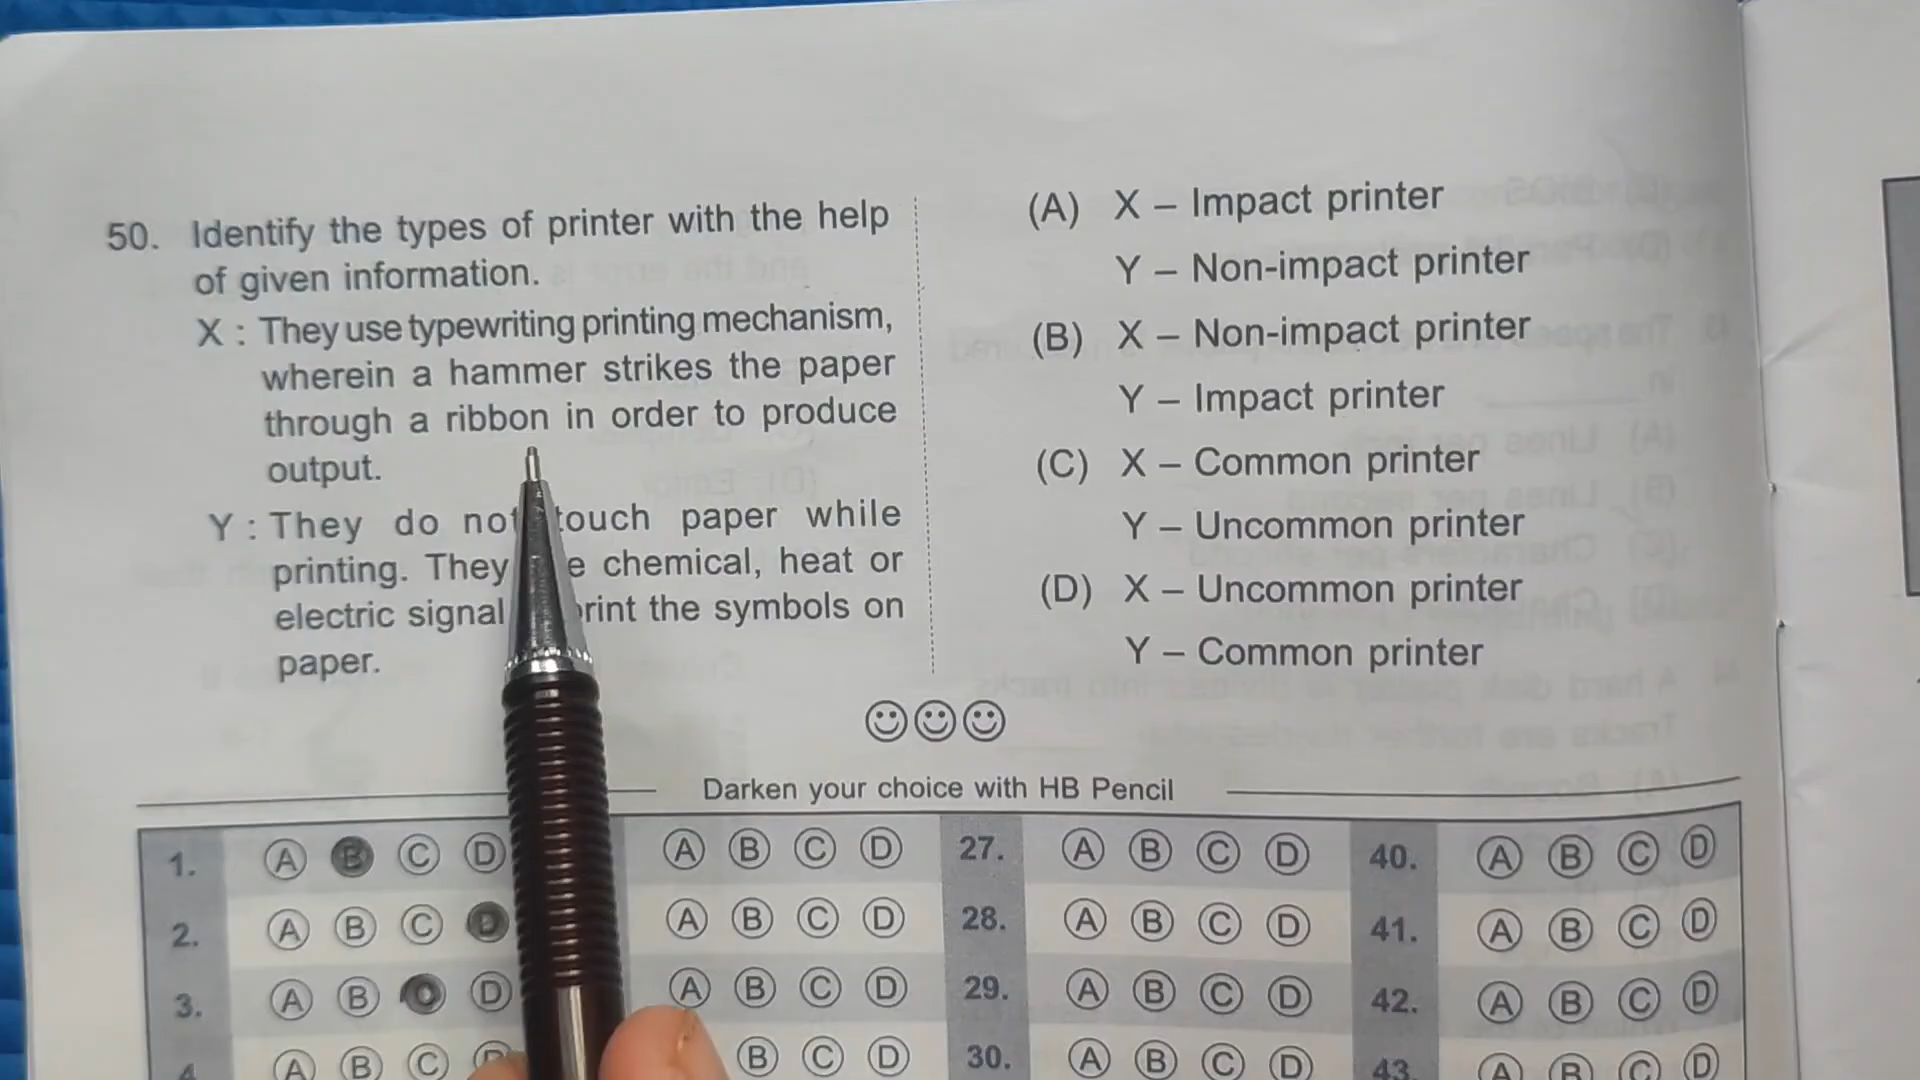 50. Identify the types of printer with the help
of given information.
X : They use typewriting printing mechanism,
wherein a hammer strikes the paper
through a ribbon in order to produce
output.
Y : They do not touch paper while
printing. They chemical, heat or
electric signal print the symbols on
paper.
(A) X – Impact printer
Y – Non-impact printer
(B) X – Non-impact printer
Y – Impact printer
(C) X – Common printer
Y – Uncommon printer
(D) X – Uncommon printer
Y – Common printer
Darken your choice with HB Pencil
1. A B C D A B C D 27. A B C D 40. A B C D
2. A B C D A B C D 28. A B C D 41. A B C D
3. A B D A B C D 29. A B C D 42. A B C D
4. A B C D B C D 30. A B C D 43. A B C D